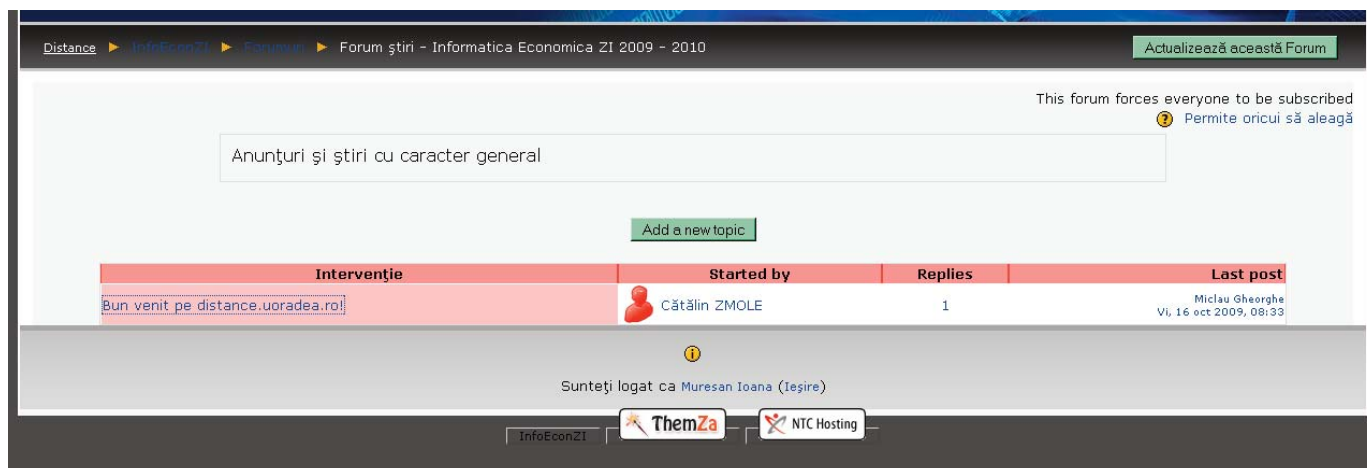 Distance ► InfoEconZI ► Forumuri ► Forum ştiri - Informatica Economica ZI 2009 - 2010
Actualizează această Forum
This forum forces everyone to be subscribed
Permite oricui să aleagă
Anunţuri şi ştiri cu caracter general
Add a new topic
Intervenţie Started by Replies Last post
Bun venit pe distance.uoradea.ro! Cătălin ZMOLE 1 Miclau Gheorghe
Vi, 16 oct 2009, 08:33
Sunteţi logat ca Muresan Ioana (Ieşire)
InfoEconZI ThemZa NTC Hosting